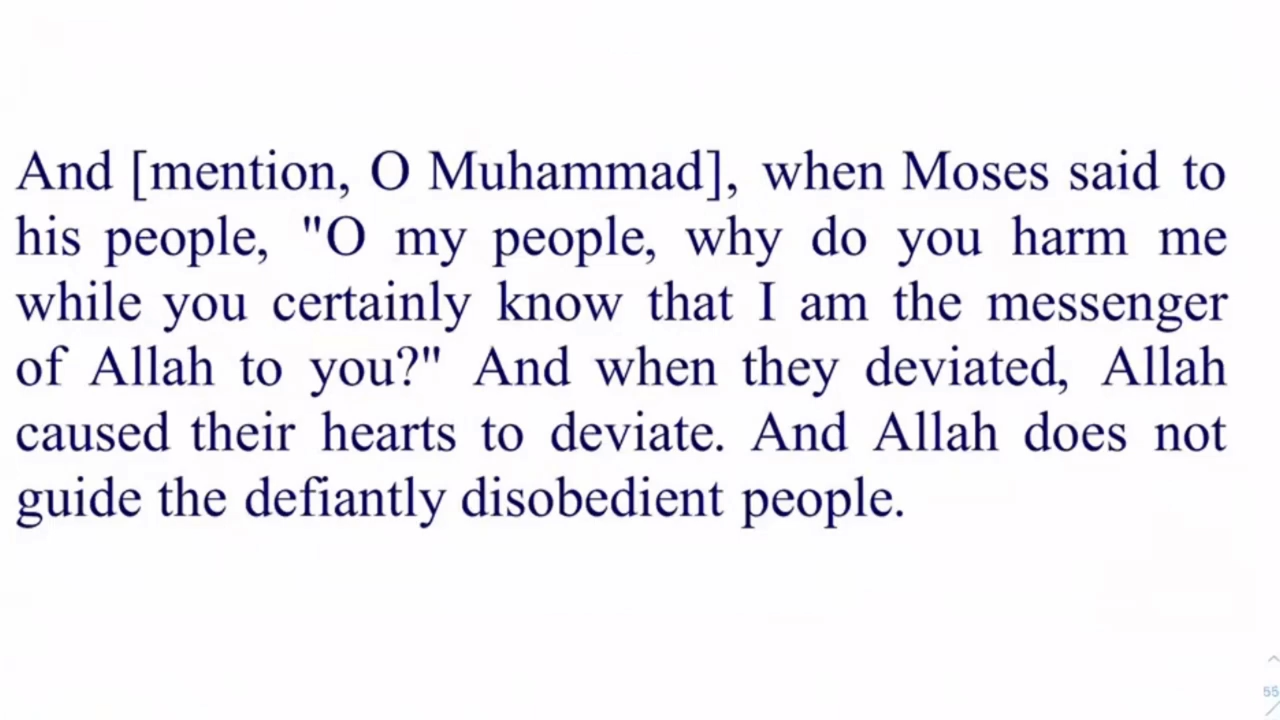 And [mention, O Muhammad], when Moses said to
his people, "O my people, why do you harm me
while you certainly know that I am the messenger
of Allah to you?" And when they deviated, Allah
caused their hearts to deviate. And Allah does not
guide the defiantly disobedient people.
55